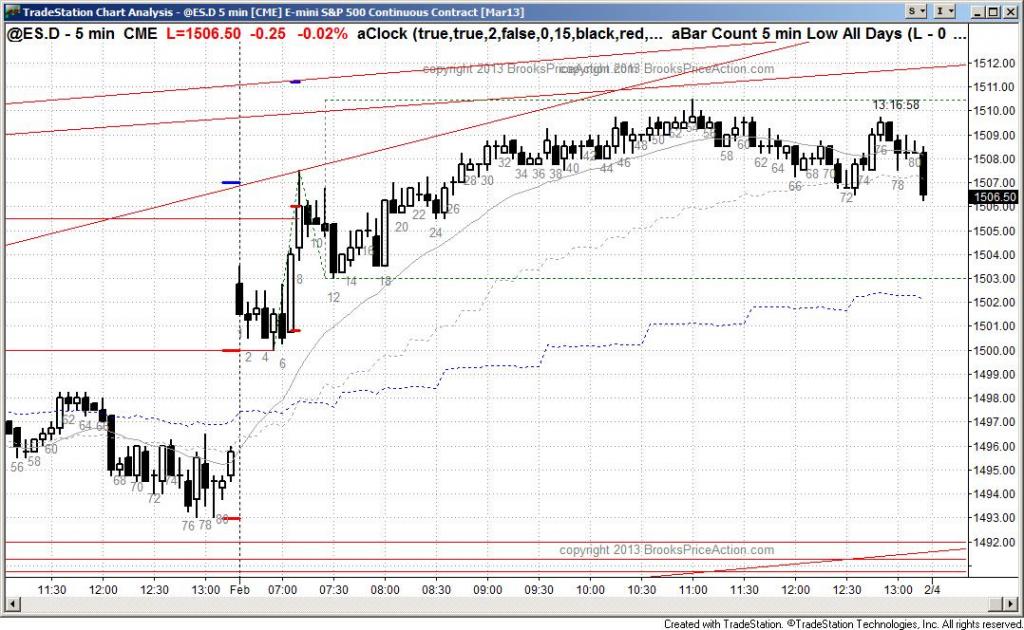 TradeStation Chart Analysis - @ES.D 5 min [CME] E-mini S&P 500 Continuous Contract [Mar13]
S I
@ES.D - 5 min CME L=1506.50 -0.25 -0.02% aClock (true,true,2,false,0,15,black,red,... aBar Count 5 min Low All Days (L - 0 ...
copyright 2013 BrooksPriceAction.com
13:16:58
1512.00
1511.00
1510.00
1509.00
1508.00
1507.00
1506.50
1506.00
1505.00
1504.00
1503.00
1502.00
1501.00
1500.00
1499.00
1498.00
1497.00
1496.00
1495.00
1494.00
1493.00
1492.00
56 58 60 62 64 66 68 70 72 74 76 78 80
2 4 6 8 10 12 14 16 18 20 22 24 26 28 30 32 34 36 38 40 42 44 46 48 50 52 54 56 58 60 62 64 66 68 70 72 74 76 78 80
copyright 2013 BrooksPriceAction.com
11:30 12:00 12:30 13:00 Feb 07:00 07:30 08:00 08:30 09:00 09:30 10:00 10:30 11:00 11:30 12:00 12:30 13:00 2/4
Created with TradeStation. ©TradeStation Technologies, Inc. All rights reserved.